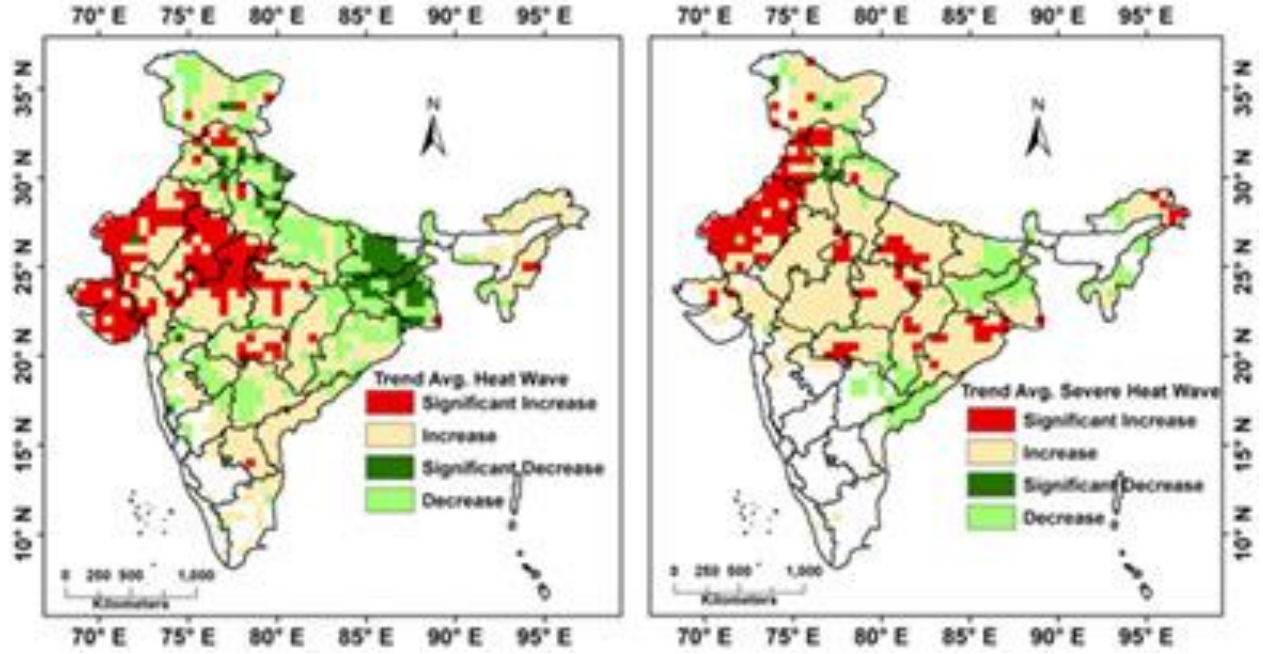 70° E 75° E 80° E 85° E 90° E 95° E
70° E 75° E 80° E 85° E 90° E 95° E
35° N
30° N
25° N
20° N
15° N
10° N
N
Trend Avg. Heat Wave
Significant Increase
Increase
Significant Decrease
Decrease
0 250 500 1,000
Kilometers
70° E 75° E 80° E 85° E 90° E 95° E
N
Trend Avg. Severe Heat Wave
Significant Increase
Increase
Significant Decrease
Decrease
0 250 500 1,000
Kilometers
35° N
30° N
25° N
20° N
15° N
10° N
70° E 75° E 80° E 85° E 90° E 95° E